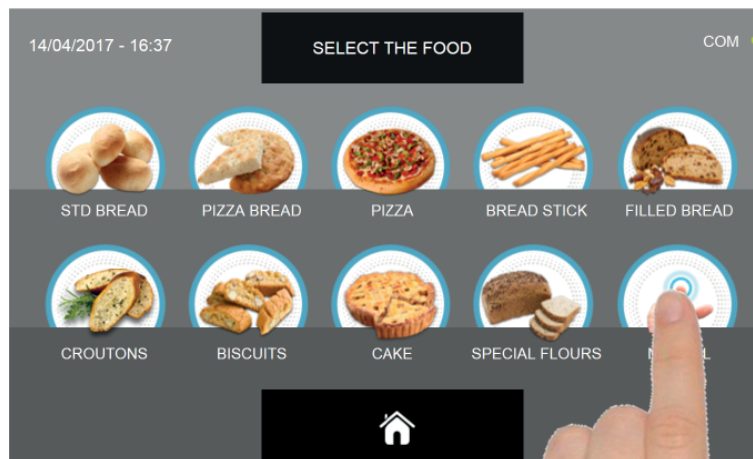 14/04/2017 - 16:37
SELECT THE FOOD
COM
STD BREAD
PIZZA BREAD
PIZZA
BREAD STICK
FILLED BREAD
CROUTONS
BISCUITS
CAKE
SPECIAL FLOURS